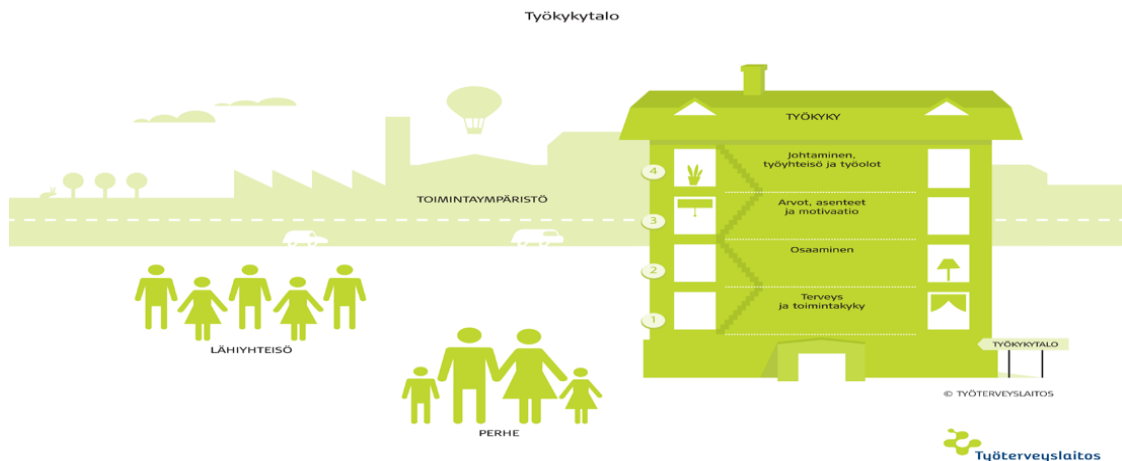 Työkykytalo
TYÖKYKY
4
Johtaminen,
työyhteisö ja työolot
TOIMINTAYMPÄRISTÖ
3
Arvot, asenteet
ja motivaatio
2
Osaaminen
1
Terveys
ja toimintakyky
LÄHIYHTEISÖ
PERHE
TYÖKYKYTALO
© TYÖTERVEYSLAITOS
Työterveyslaitos